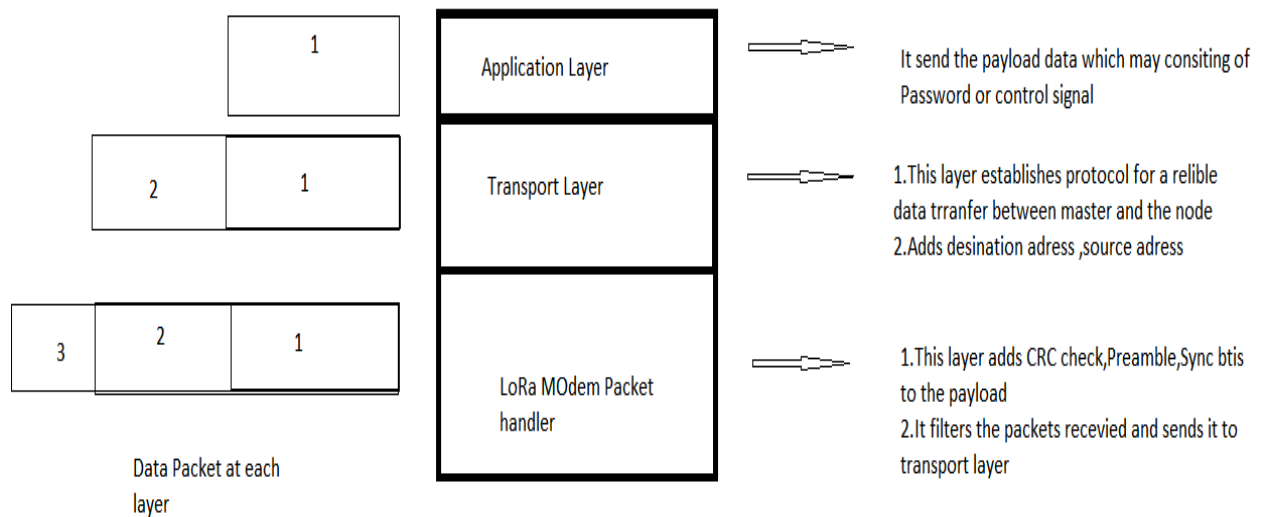 1
Application Layer
It send the payload data which may consiting of
Password or control signal
2
1
Transport Layer
1.This layer establishes protocol for a relible
data trranfer between master and the node
2.Adds desination adress ,source adress
3
2
1
LoRa MOdem Packet
handler
1.This layer adds CRC check,Preamble,Sync btis
to the payload
2.It filters the packets recevied and sends it to
transport layer
Data Packet at each
layer